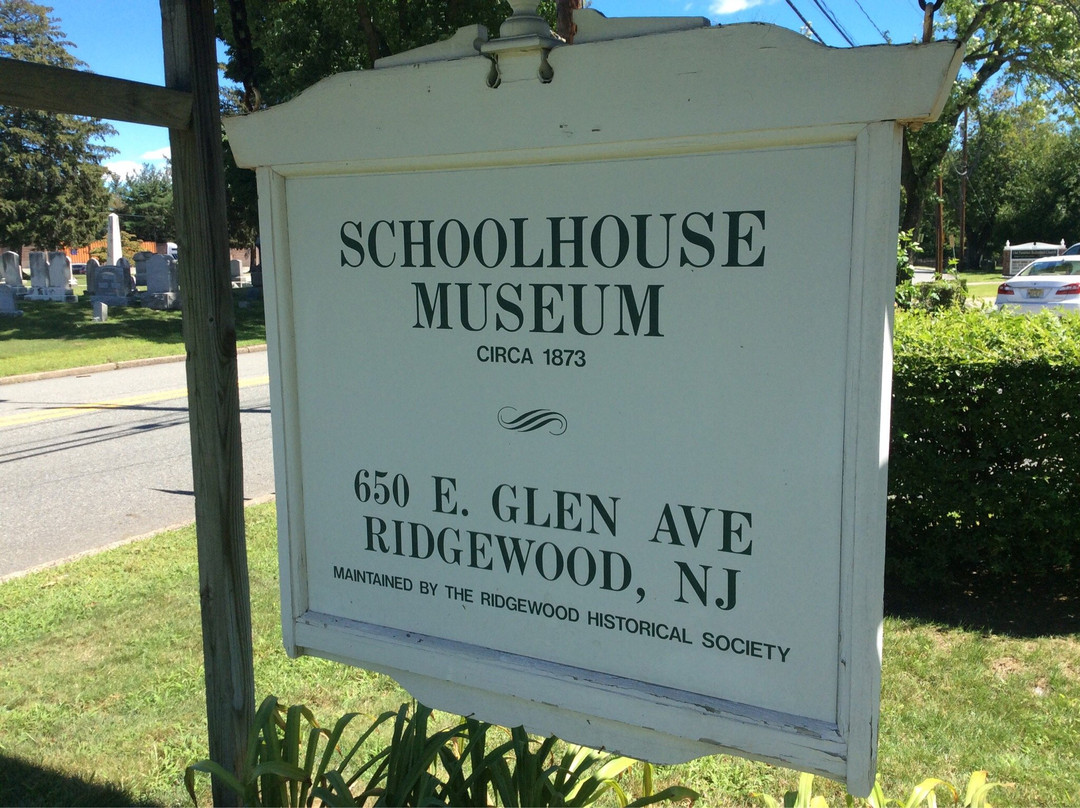 SCHOOLHOUSE
MUSEUM
CIRCA 1873
650 E. GLEN AVE
RIDGEWOOD, NJ
MAINTAINED BY THE RIDGEWOOD HISTORICAL SOCIETY